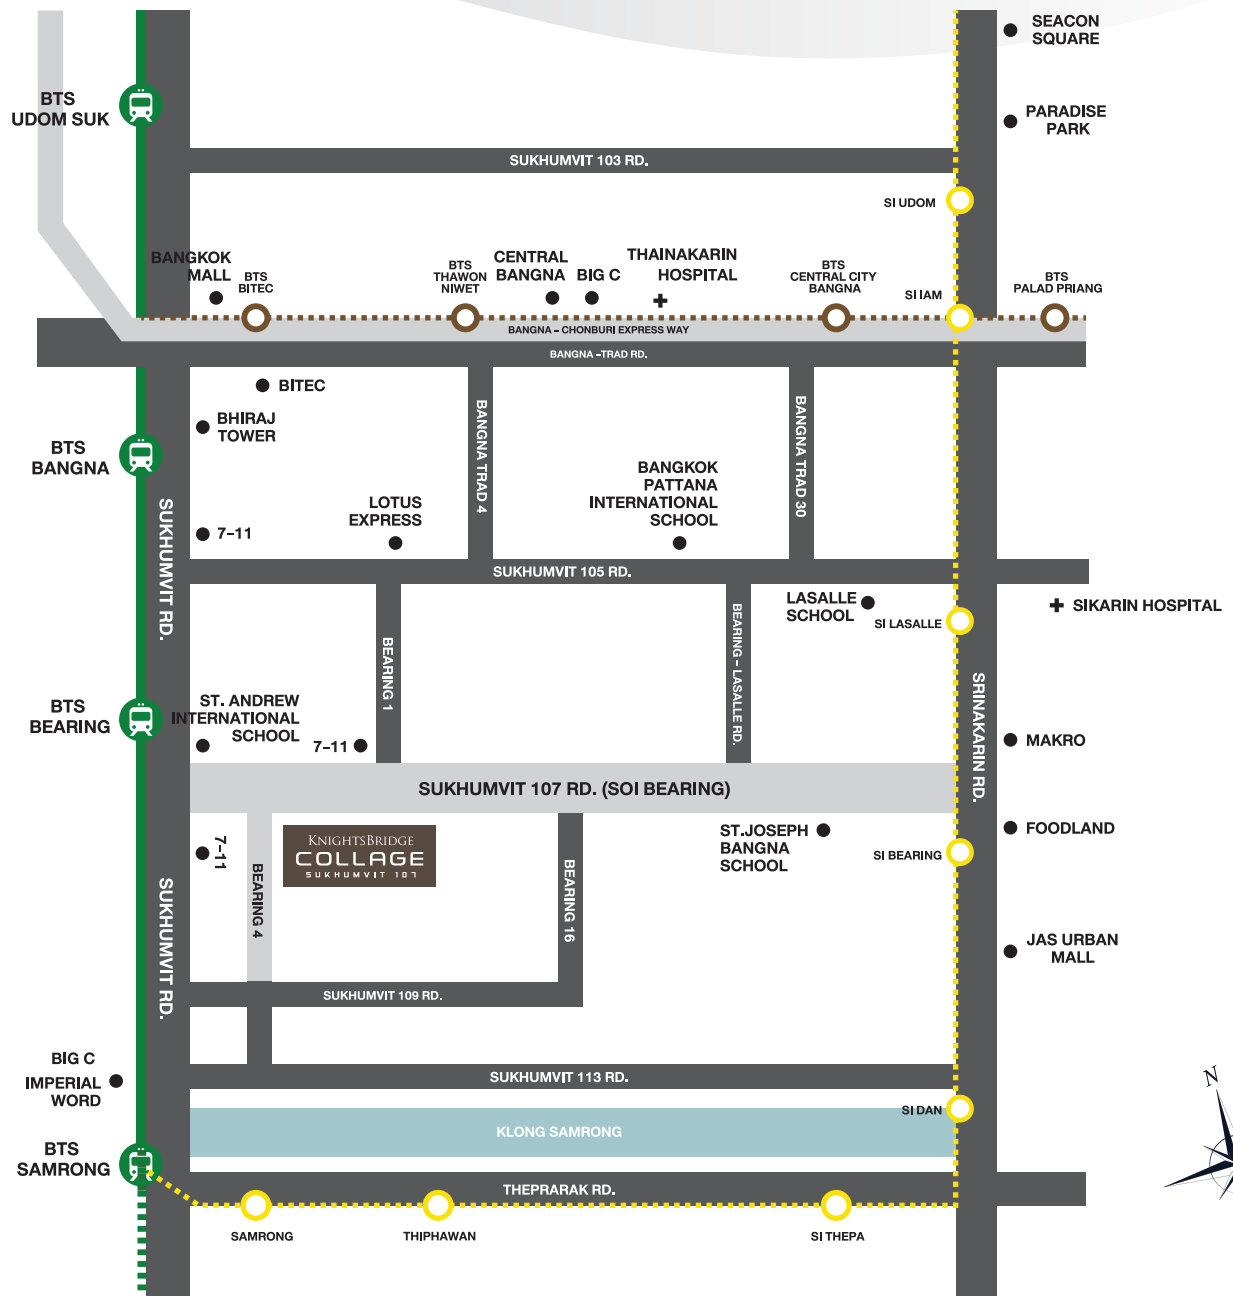 SEACON
SQUARE
BTS
UDOM SUK
PARADISE
PARK
SUKHUMVIT 103 RD.
SI UDOM
BANGKOK
MALL
BTS
BITEC
BTS
THAWON
NIWET
CENTRAL
BANGNA
BIG C
THAINAKARIN
HOSPITAL
BTS
CENTRAL CITY
BANGNA
SI IAM
BTS
PALAD PRIANG
BANGNA - CHONBURI EXPRESS WAY
BANGNA -TRAD RD.
BITEC
BHIRAJ
TOWER
BTS
BANGNA
BANGNA TRAD 4
BANGNA TRAD 30
BANGKOK
PATTANA
INTERNATIONAL
SCHOOL
LOTUS
EXPRESS
7-11
SUKHUMVIT RD.
SUKHUMVIT 105 RD.
LASALLE
SCHOOL
SI LASALLE
SIKARIN HOSPITAL
BEARING 1
BEARING - LASALLE RD.
SRINAKARIN RD.
BTS
BEARING
ST. ANDREW
INTERNATIONAL
SCHOOL
7-11
MAKRO
SUKHUMVIT 107 RD. (SOI BEARING)
7-11
KNIGHTSBRIDGE
COLLAGE
SUKHUMVIT 107
ST.JOSEPH
BANGNA
SCHOOL
SI BEARING
FOODLAND
BEARING 4
BEARING 16
SUKHUMVIT RD.
JAS URBAN
MALL
SUKHUMVIT 109 RD.
BIG C
IMPERIAL
WORD
SUKHUMVIT 113 RD.
N
SI DAN
KLONG SAMRONG
BTS
SAMRONG
THEPRARAK RD.
SAMRONG
THIPHAWAN
SI THEPA